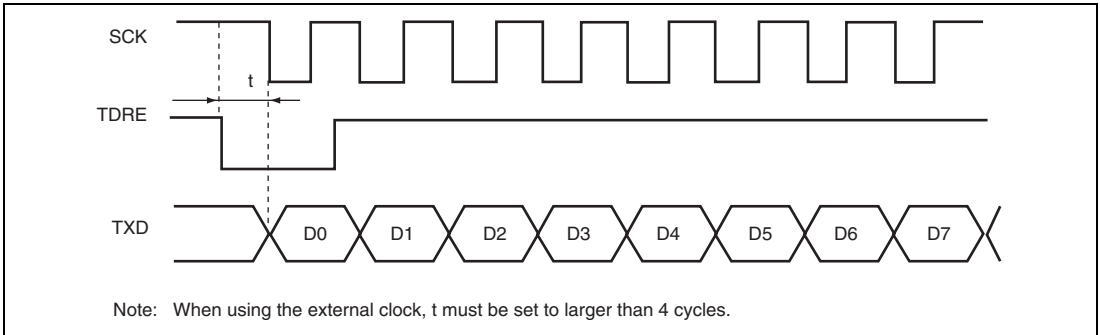 SCK
t
TDRE
TXD D0 D1 D2 D3 D4 D5 D6 D7
Note: When using the external clock, t must be set to larger than 4 cycles.